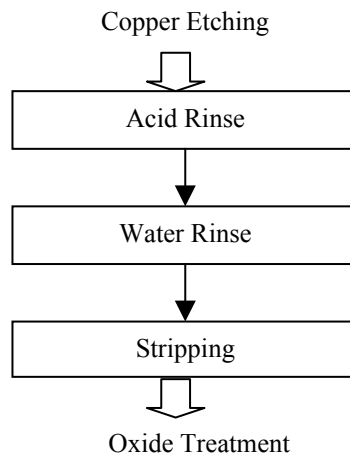 Copper Etching
Acid Rinse
Water Rinse
Stripping
Oxide Treatment